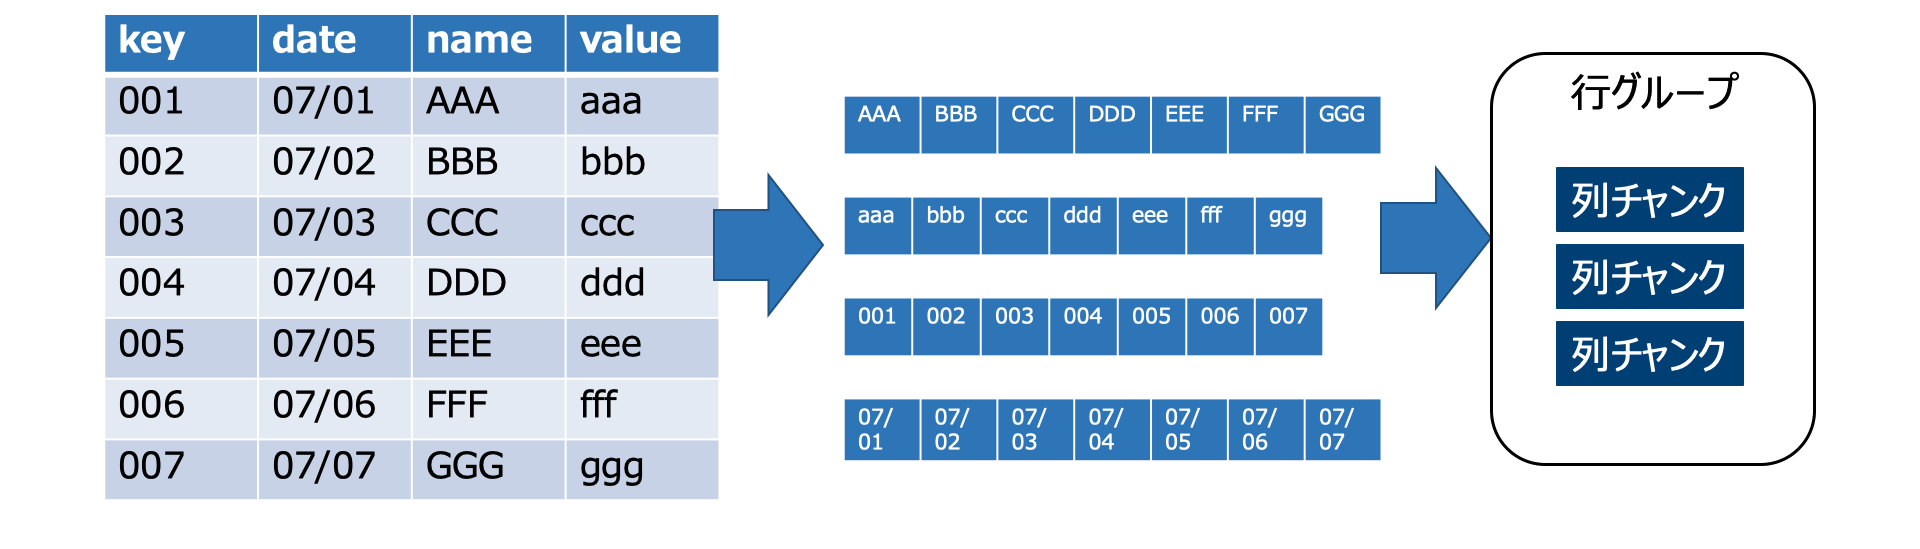 key date name value
001 07/01 AAA aaa
002 07/02 BBB bbb
003 07/03 CCC ccc
004 07/04 DDD ddd
005 07/05 EEE eee
006 07/06 FFF fff
007 07/07 GGG ggg
AAA BBB CCC DDD EEE FFF GGG
aaa bbb ccc ddd eee fff ggg
001 002 003 004 005 006 007
07/ 07/ 07/ 07/ 07/ 07/ 07/
01 02 03 04 05 06 07
行グループ
列チャンク
列チャンク
列チャンク